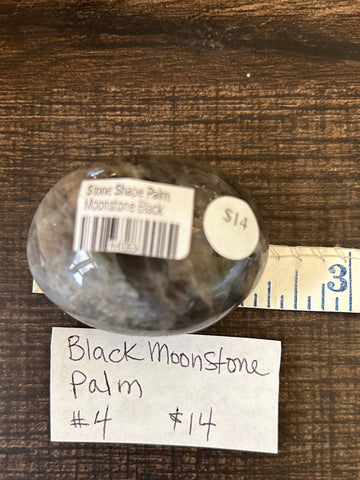 Stone Shape Palm
Moonstone Black
$14
3
Black Moonstone
Palm
#4 $14